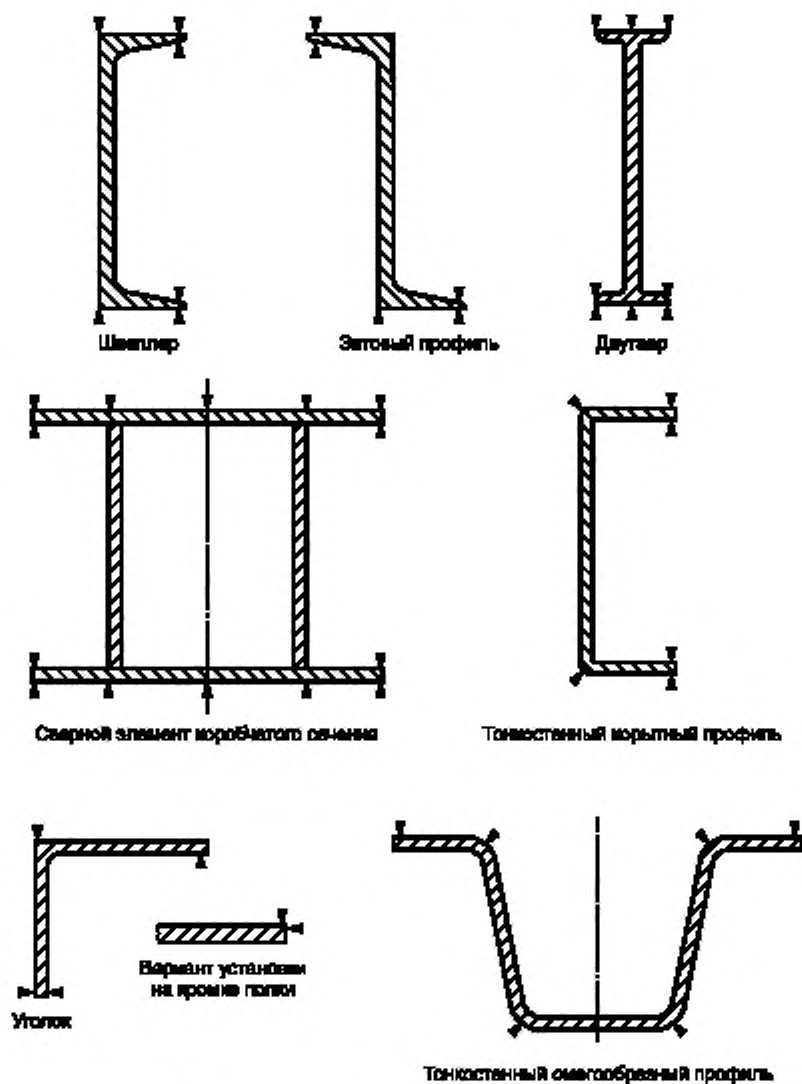 Швеллер
Зетовый профиль
Двутавр
Сварной элемент коробчатого сечения
Тонкостенный корытный профиль
Вариант установки
на кромке полки
Уголок
Тонкостенный омегообразный профиль